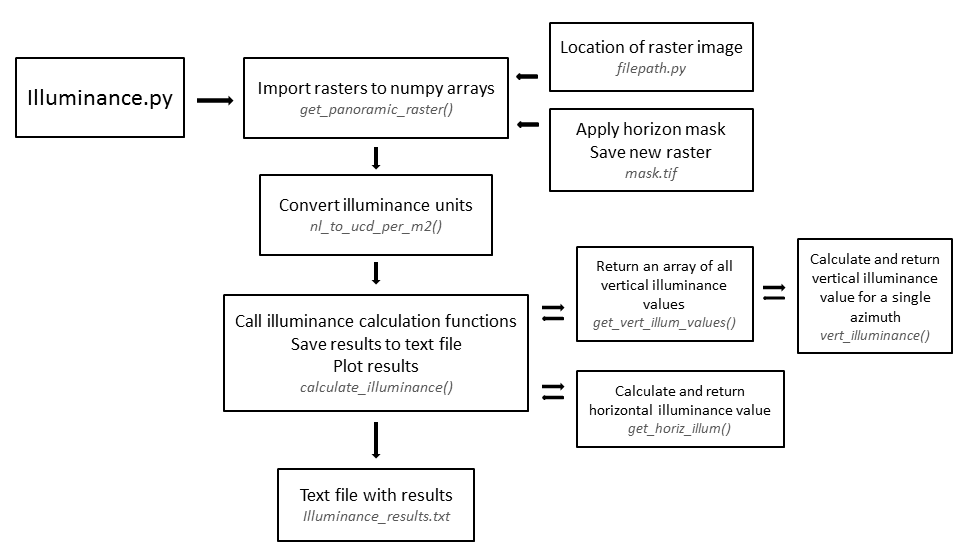 Illuminance.py
Import rasters to numpy arrays
get_panoramic_raster()
Location of raster image
filepath.py
Apply horizon mask
Save new raster
mask.tif
Convert illuminance units
nl_to_ucd_per_m2()
Call illuminance calculation functions
Save results to text file
Plot results
calculate_illuminance()
Return an array of all
vertical illuminance
values
get_vert_illum_values()
Calculate and return
vertical illuminance
value for a single
azimuth
vert_illuminance()
Calculate and return
horizontal illuminance value
get_horiz_illum()
Text file with results
Illuminance_results.txt